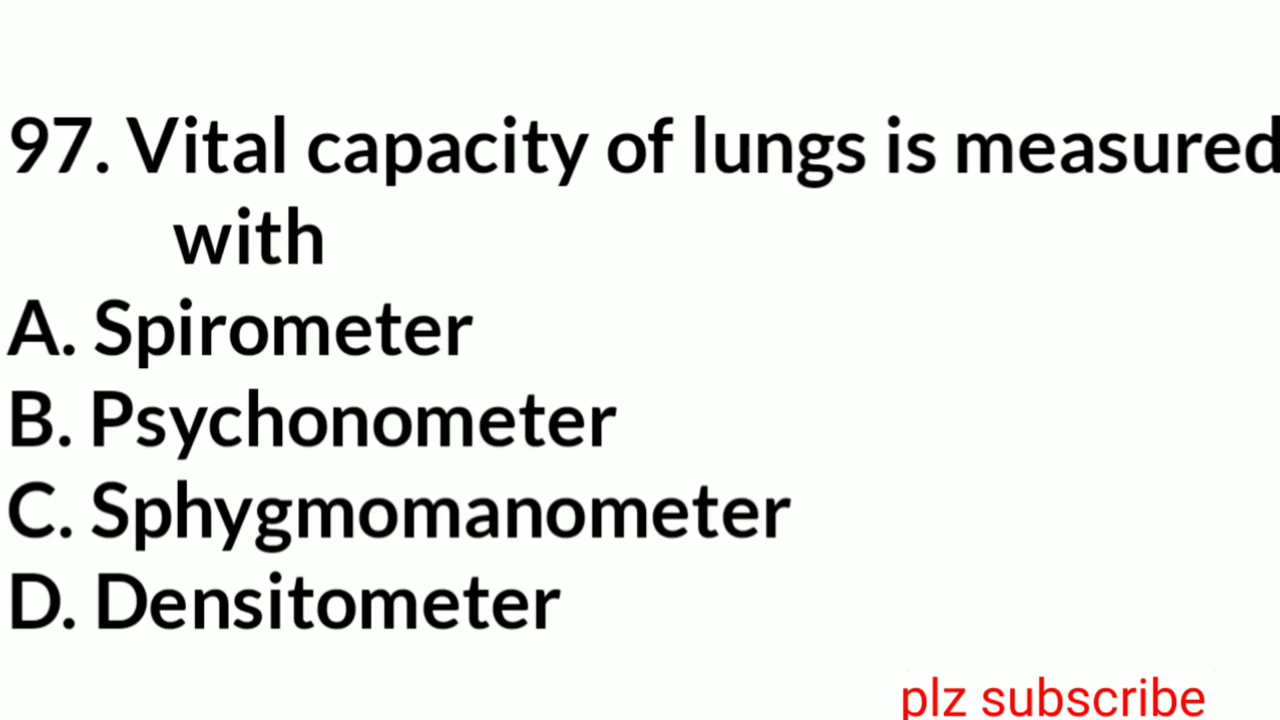 97. Vital capacity of lungs is measured
with
A. Spirometer
B. Psychonometer
C. Sphygmomanometer
D. Densitometer
plz subscribe